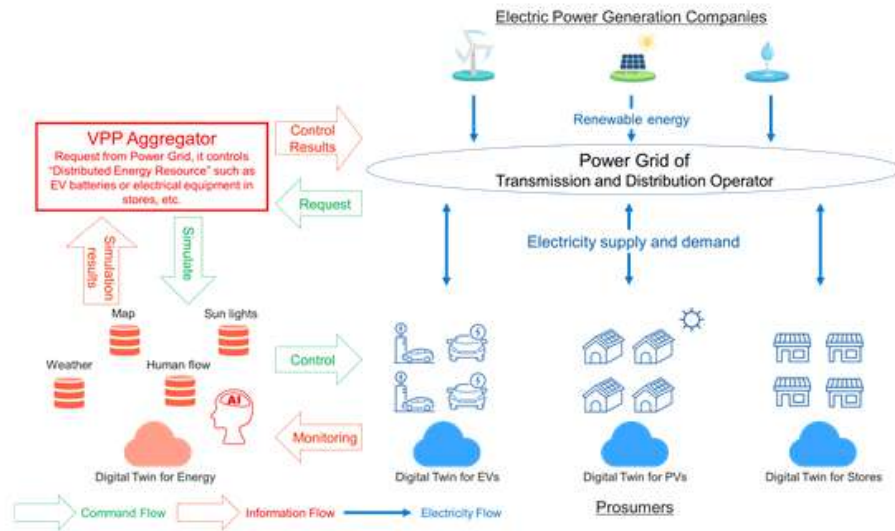 Electric Power Generation Companies
Renewable energy
VPP Aggregator
Request from Power Grid, it controls
"Distributed Energy Resource" such as
EV batteries or electrical equipment in
stores, etc.
Control
Results
Request
Power Grid of
Transmission and Distribution Operator
Simulation
results
Simulate
Electricity supply and demand
Map
Sun lights
Weather
Human flow
AI
Control
Monitoring
Digital Twin for Energy
Digital Twin for EVs
Digital Twin for PVs
Digital Twin for Stores
Prosumers
Command Flow
Information Flow
Electricity Flow